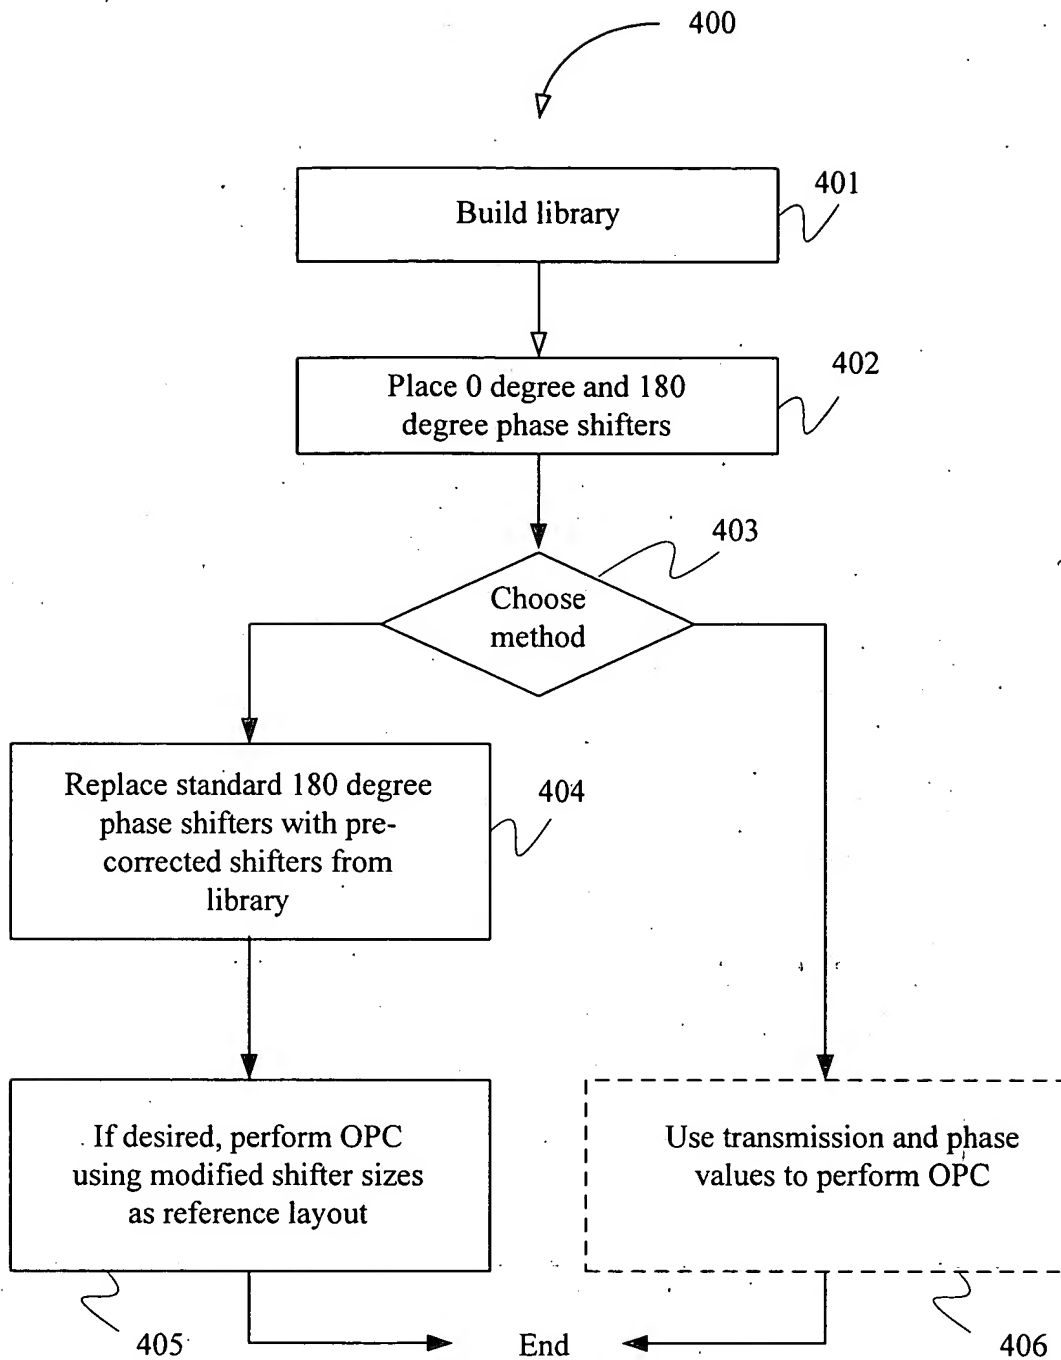 400
401
Build library
402
Place 0 degree and 180
degree phase shifters
403
Choose
method
Replace standard 180 degree
phase shifters with pre-
corrected shifters from
library
404
If desired, perform OPC
using modified shifter sizes
as reference layout
Use transmission and phase
values to perform OPC
405
End
406